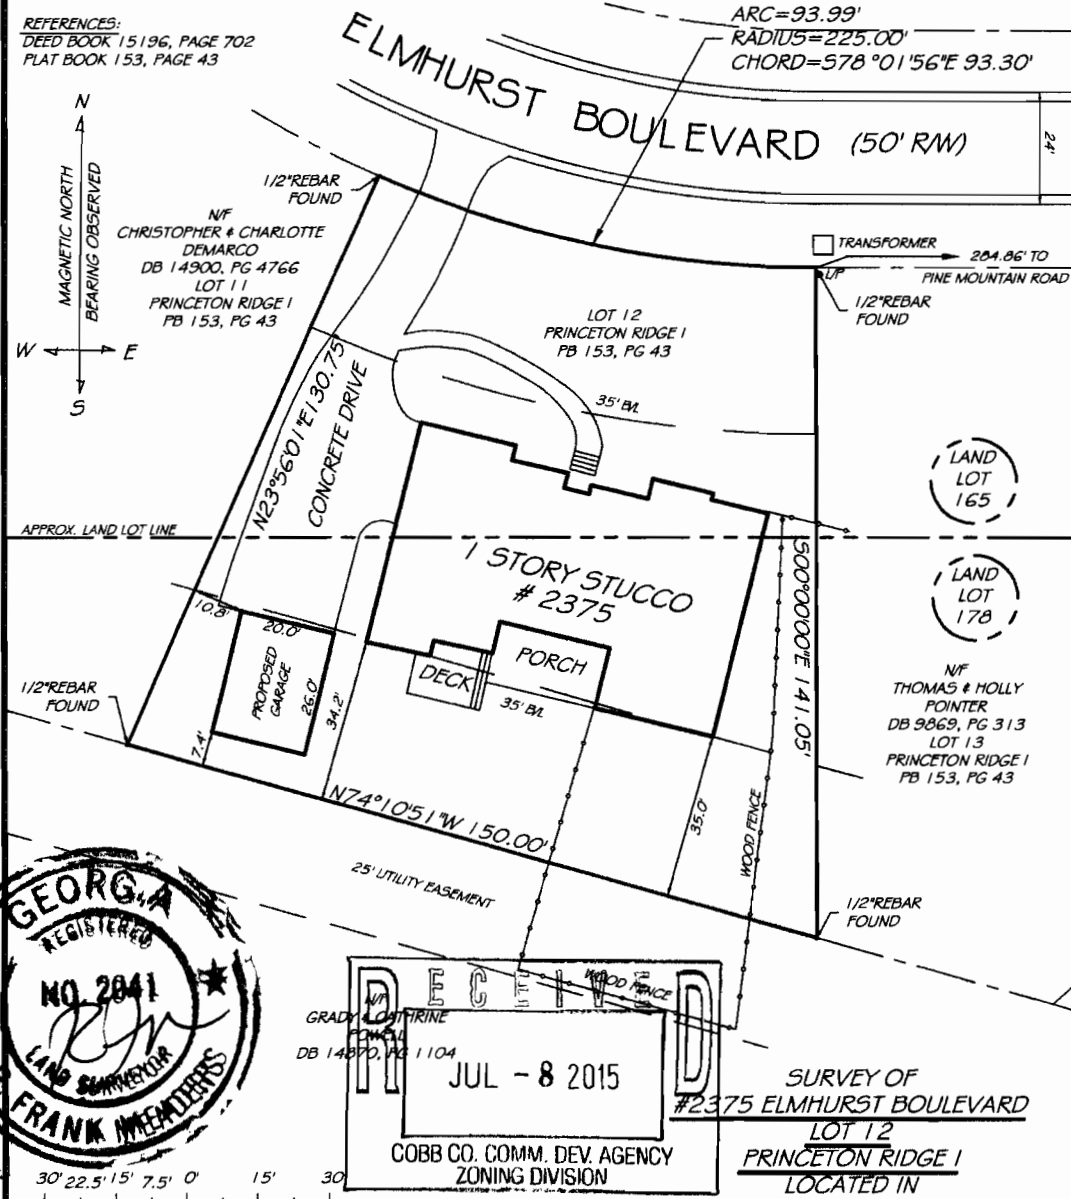 REFERENCES:
DEED BOOK 15196, PAGE 702
PLAT BOOK 153, PAGE 43
ARC=93.99'
RADIUS=225.00'
CHORD=S78°01'56"E 93.30'
ELMHURST BOULEVARD (50' R/W)
24'
N
W E
S
MAGNETIC NORTH
BEARING OBSERVED
1/2"REBAR
FOUND
N/F
CHRISTOPHER & CHARLOTTE
DEMARCO
DB 14900, PG 4766
LOT 11
PRINCETON RIDGE I
PB 153, PG 43
TRANSFORMER
284.86' TO
PINE MOUNTAIN ROAD
L/P
1/2"REBAR
FOUND
LOT 12
PRINCETON RIDGE I
PB 153, PG 43
35' B/L
N23°56'01"E 130.75'
CONCRETE DRIVE
LAND
LOT
165
APPROX. LAND LOT LINE
1 STORY STUCCO
# 2375
LAND
LOT
178
S00°00'00"E 141.05'
10.8'
20.0'
PROPOSED
GARAGE
26.0'
34.2'
7.4'
DECK
PORCH
35' B/L
1/2"REBAR
FOUND
N/F
THOMAS & HOLLY
POINTER
DB 9869, PG 313
LOT 13
PRINCETON RIDGE I
PB 153, PG 43
N74°10'51"W 150.00'
35.0'
WOOD FENCE
25' UTILITY EASEMENT
1/2"REBAR
FOUND
WOOD FENCE
GEORGIA
REGISTERED
NO. 2041
LAND SURVEYOR
FRANK
N/F
GRADY & CATHRINE
POWELL
DB 14870, PG 1104
RECEIVED
JUL - 8 2015
COBB CO. COMM. DEV. AGENCY
ZONING DIVISION
SURVEY OF
#2375 ELMHURST BOULEVARD
LOT 12
PRINCETON RIDGE I
LOCATED IN
30' 22.5' 15' 7.5' 0' 15' 30